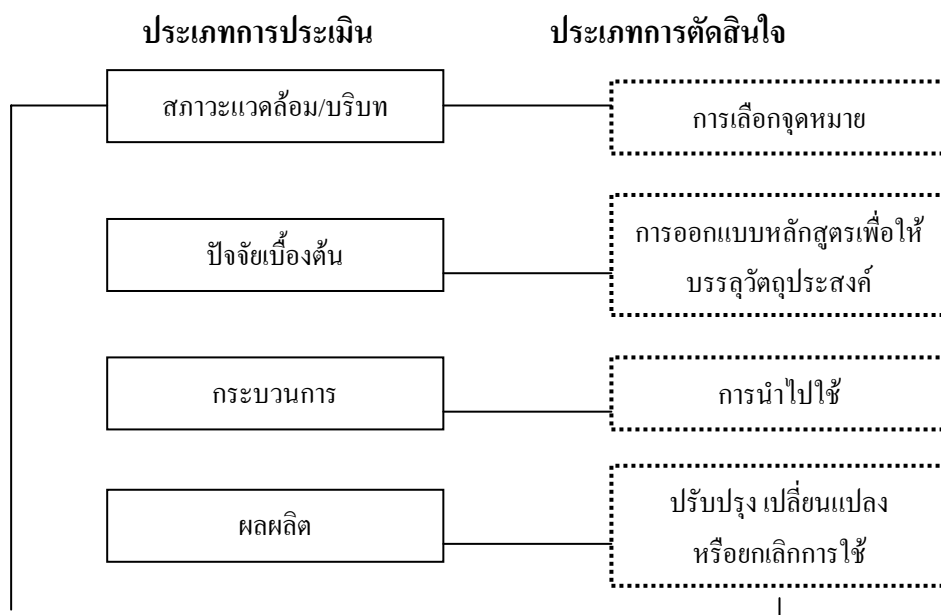 ประเภทการประเมิน ประเภทการตัดสินใจ
สภาวะแวดล้อม/บริบท
การเลือกจุดหมาย
ปัจจัยเบื้องต้น
การออกแบบหลักสูตรเพื่อให้
บรรลุวัตถุประสงค์
กระบวนการ
การนำไปใช้
ผลผลิต
ปรับปรุง เปลี่ยนแปลง
หรือยกเลิกการใช้